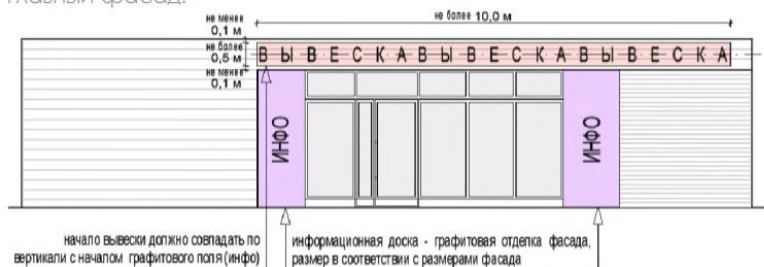 главный фасад.
не менее
0,1 м
не более 10,0 м
не более
0,5 м
ВЫВЕСКАВЫВЕСКАВЫВЕСКА
не менее
0,1 м
ИНФО
ИНФО
начало вывески должно совпадать по
вертикали с началом графитового поля(инфо)
информационная доска - графитовая отделка фасада,
размер в соответствии с размерами фасада